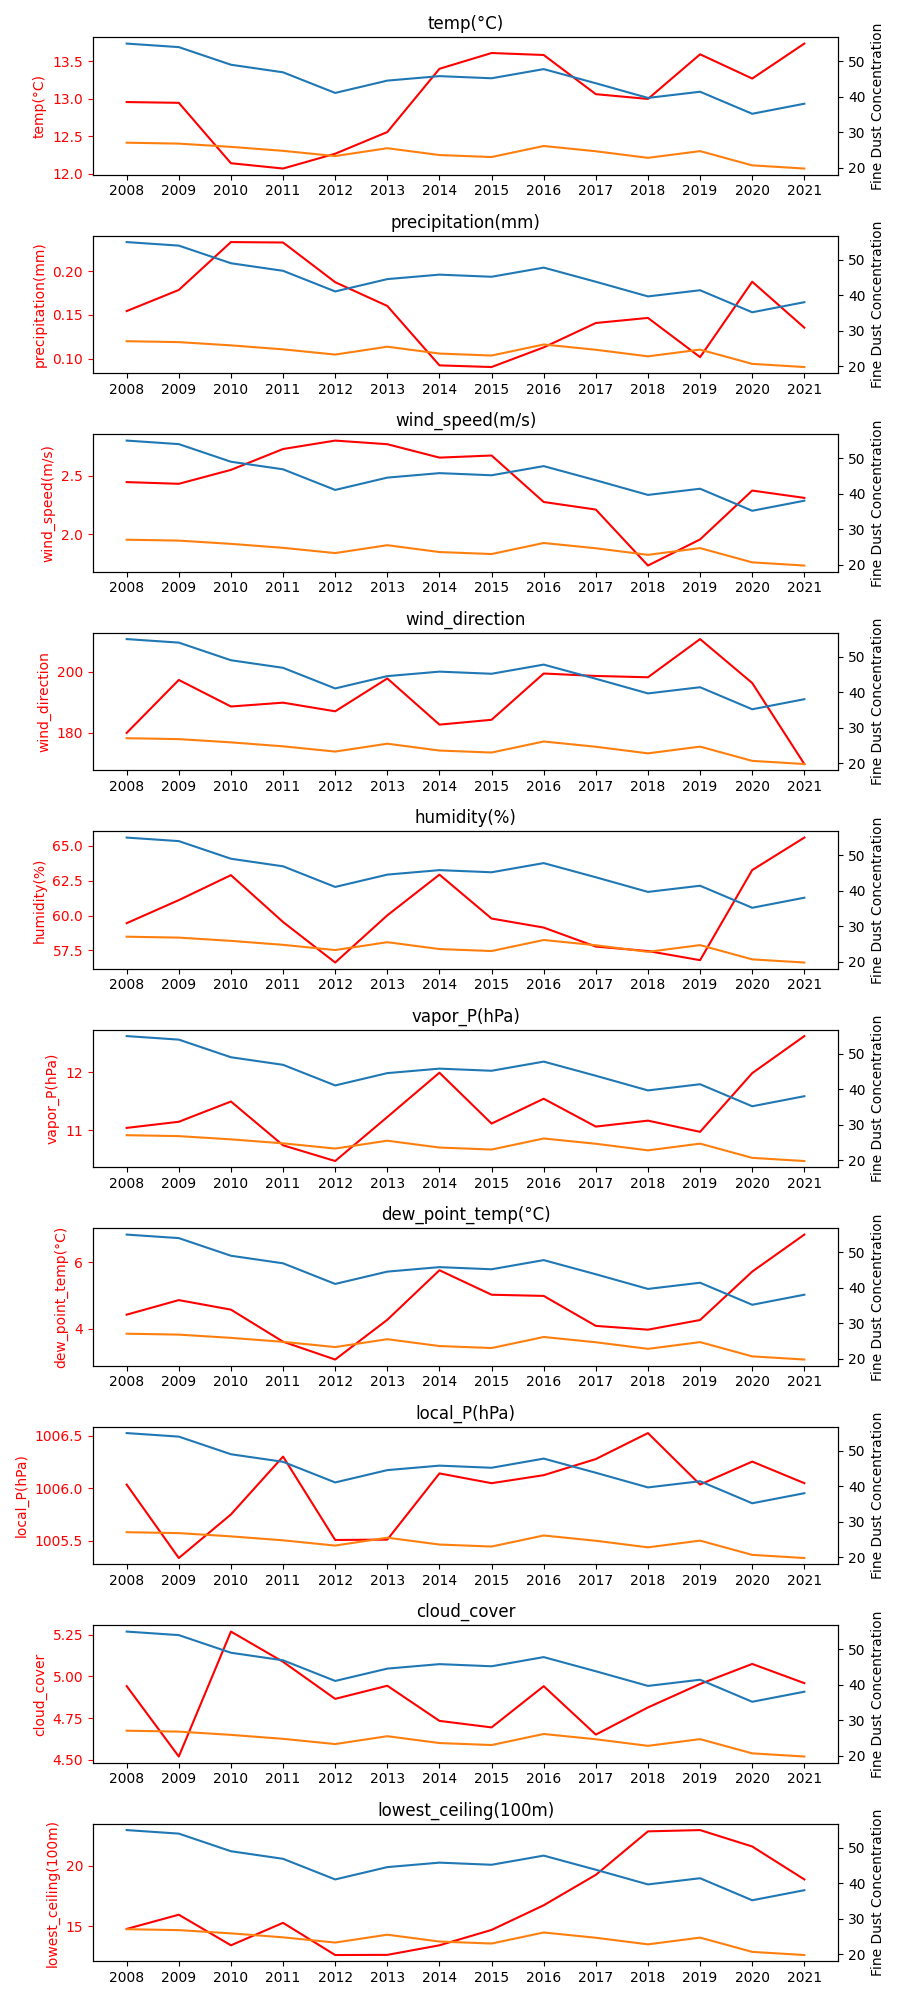 temp(°C)
temp(°C)
13.5
13.0
12.5
12.0
50
40
30
20
Fine Dust Concentration
2008 2009 2010 2011 2012 2013 2014 2015 2016 2017 2018 2019 2020 2021
precipitation(mm)
precipitation(mm)
0.20
0.15
0.10
50
40
30
20
Fine Dust Concentration
2008 2009 2010 2011 2012 2013 2014 2015 2016 2017 2018 2019 2020 2021
wind_speed(m/s)
wind_speed(m/s)
2.5
2.0
50
40
30
20
Fine Dust Concentration
2008 2009 2010 2011 2012 2013 2014 2015 2016 2017 2018 2019 2020 2021
wind_direction
wind_direction
200
180
50
40
30
20
Fine Dust Concentration
2008 2009 2010 2011 2012 2013 2014 2015 2016 2017 2018 2019 2020 2021
humidity(%)
humidity(%)
65.0
62.5
60.0
57.5
50
40
30
20
Fine Dust Concentration
2008 2009 2010 2011 2012 2013 2014 2015 2016 2017 2018 2019 2020 2021
vapor_P(hPa)
vapor_P(hPa)
12
11
50
40
30
20
Fine Dust Concentration
2008 2009 2010 2011 2012 2013 2014 2015 2016 2017 2018 2019 2020 2021
dew_point_temp(°C)
dew_point_temp(°C)
6
4
50
40
30
20
Fine Dust Concentration
2008 2009 2010 2011 2012 2013 2014 2015 2016 2017 2018 2019 2020 2021
local_P(hPa)
local_P(hPa)
1006.5
1006.0
1005.5
50
40
30
20
Fine Dust Concentration
2008 2009 2010 2011 2012 2013 2014 2015 2016 2017 2018 2019 2020 2021
cloud_cover
cloud_cover
5.25
5.00
4.75
4.50
50
40
30
20
Fine Dust Concentration
2008 2009 2010 2011 2012 2013 2014 2015 2016 2017 2018 2019 2020 2021
lowest_ceiling(100m)
lowest_ceiling(100m)
20
15
50
40
30
20
Fine Dust Concentration
2008 2009 2010 2011 2012 2013 2014 2015 2016 2017 2018 2019 2020 2021